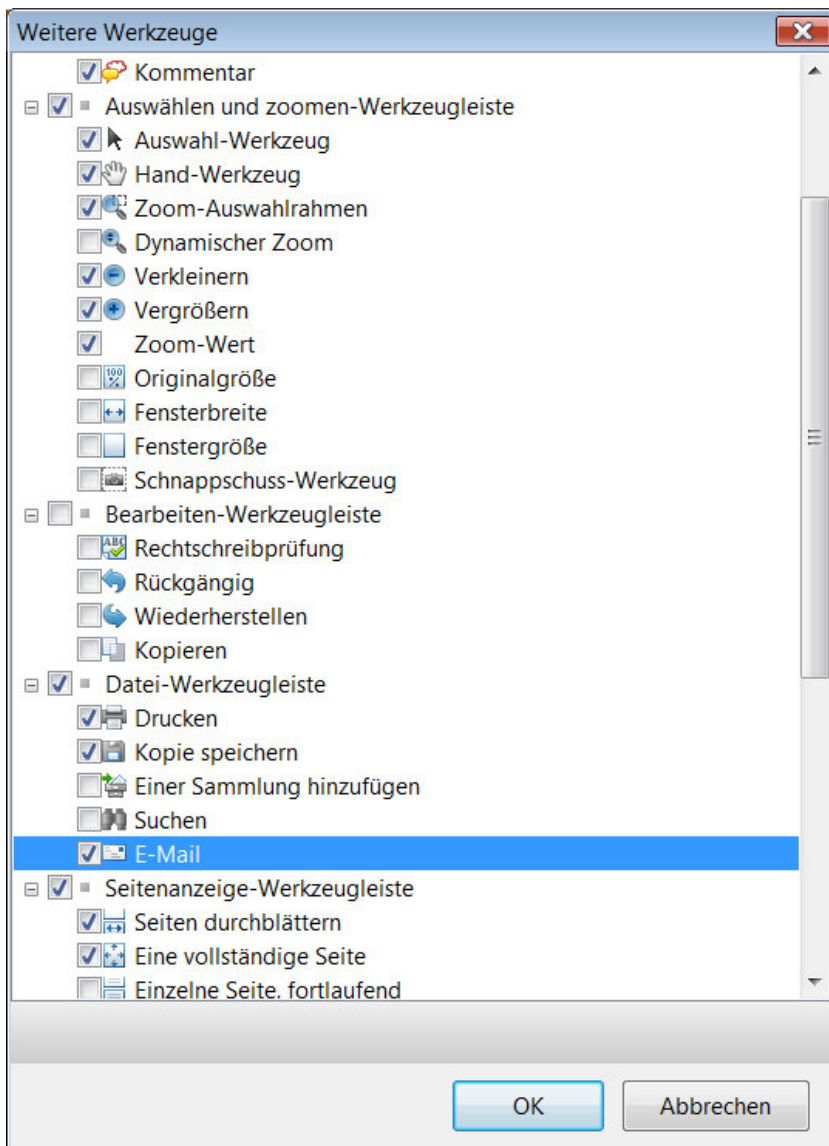 Weitere Werkzeuge
Kommentar
Auswählen und zoomen-Werkzeugleiste
Auswahl-Werkzeug
Hand-Werkzeug
Zoom-Auswahlrahmen
Dynamischer Zoom
Verkleinern
Vergrößern
Zoom-Wert
100 % Originalgröße
Fensterbreite
Fenstergröße
Schnappschuss-Werkzeug
Bearbeiten-Werkzeugleiste
ABC Rechtschreibprüfung
Rückgängig
Wiederherstellen
Kopieren
Datei-Werkzeugleiste
Drucken
Kopie speichern
Einer Sammlung hinzufügen
Suchen
E-Mail
Seitenanzeige-Werkzeugleiste
Seiten durchblättern
Eine vollständige Seite
Einzelne Seite, fortlaufend
OK Abbrechen